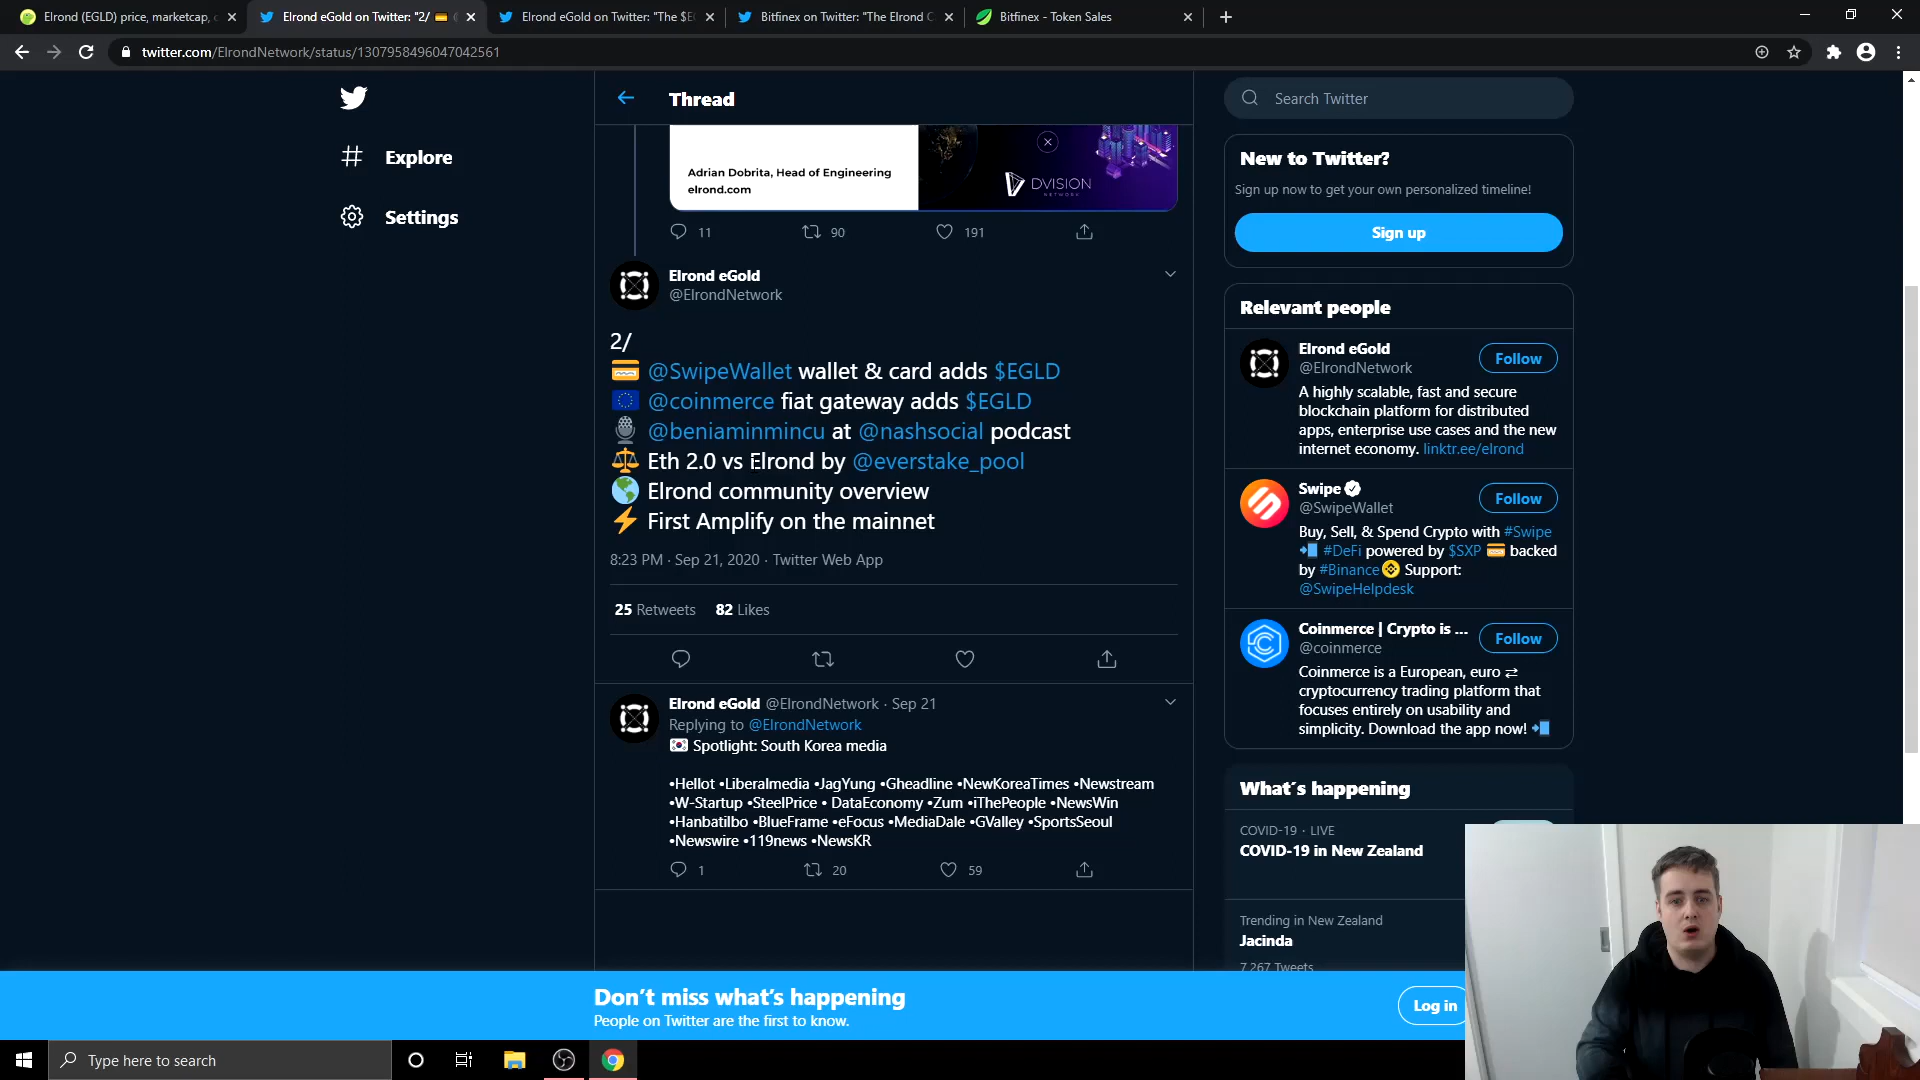 Elrond (EGLD) price, marketcap, c
Elrond eGold on Twitter: "2/
Elrond eGold on Twitter: "The $E
Bitfinex on Twitter: "The Elrond C
Bitfinex - Token Sales
twitter.com/ElrondNetwork/status/1307958496047042561
Explore
Settings
Thread
Adrian Dobrita, Head of Engineering
elrond.com
DVISION
NETWORK
11
90
191
Elrond eGold
@ElrondNetwork
2/
@SwipeWallet wallet & card adds $EGLD
@coinmerce fiat gateway adds $EGLD
@beniaminmincu at @nashsocial podcast
Eth 2.0 vs Elrond by @everstake_pool
Elrond community overview
First Amplify on the mainnet
8:23 PM · Sep 21, 2020 · Twitter Web App
25 Retweets 82 Likes
Elrond eGold @ElrondNetwork · Sep 21
Replying to @ElrondNetwork
🇰🇷 Spotlight: South Korea media
•Hellot •Liberalmedia •JagYung •Gheadline •NewKoreaTimes •Newstream
•W-Startup •SteelPrice • DataEconomy •Zum •iThePeople •NewsWin
•Hanbatilbo •BlueFrame •eFocus •MediaDale •GValley •SportsSeoul
•Newswire •119news •NewsKR
1
20
59
Search Twitter
New to Twitter?
Sign up now to get your own personalized timeline!
Sign up
Relevant people
Elrond eGold
@ElrondNetwork
Follow
A highly scalable, fast and secure
blockchain platform for distributed
apps, enterprise use cases and the new
internet economy. linktr.ee/elrond
Swipe
@SwipeWallet
Follow
Buy, Sell, & Spend Crypto with #Swipe
📲 #DeFi powered by $SXP 💳 backed
by #Binance Support:
@SwipeHelpdesk
Coinmerce | Crypto is ...
@coinmerce
Follow
Coinmerce is a European, euro ⇄
cryptocurrency trading platform that
focuses entirely on usability and
simplicity. Download the app now! 📲
What's happening
COVID-19 · LIVE
COVID-19 in New Zealand
Trending in New Zealand
Jacinda
7,267 Tweets
Don't miss what's happening
People on Twitter are the first to know.
Log in
Type here to search